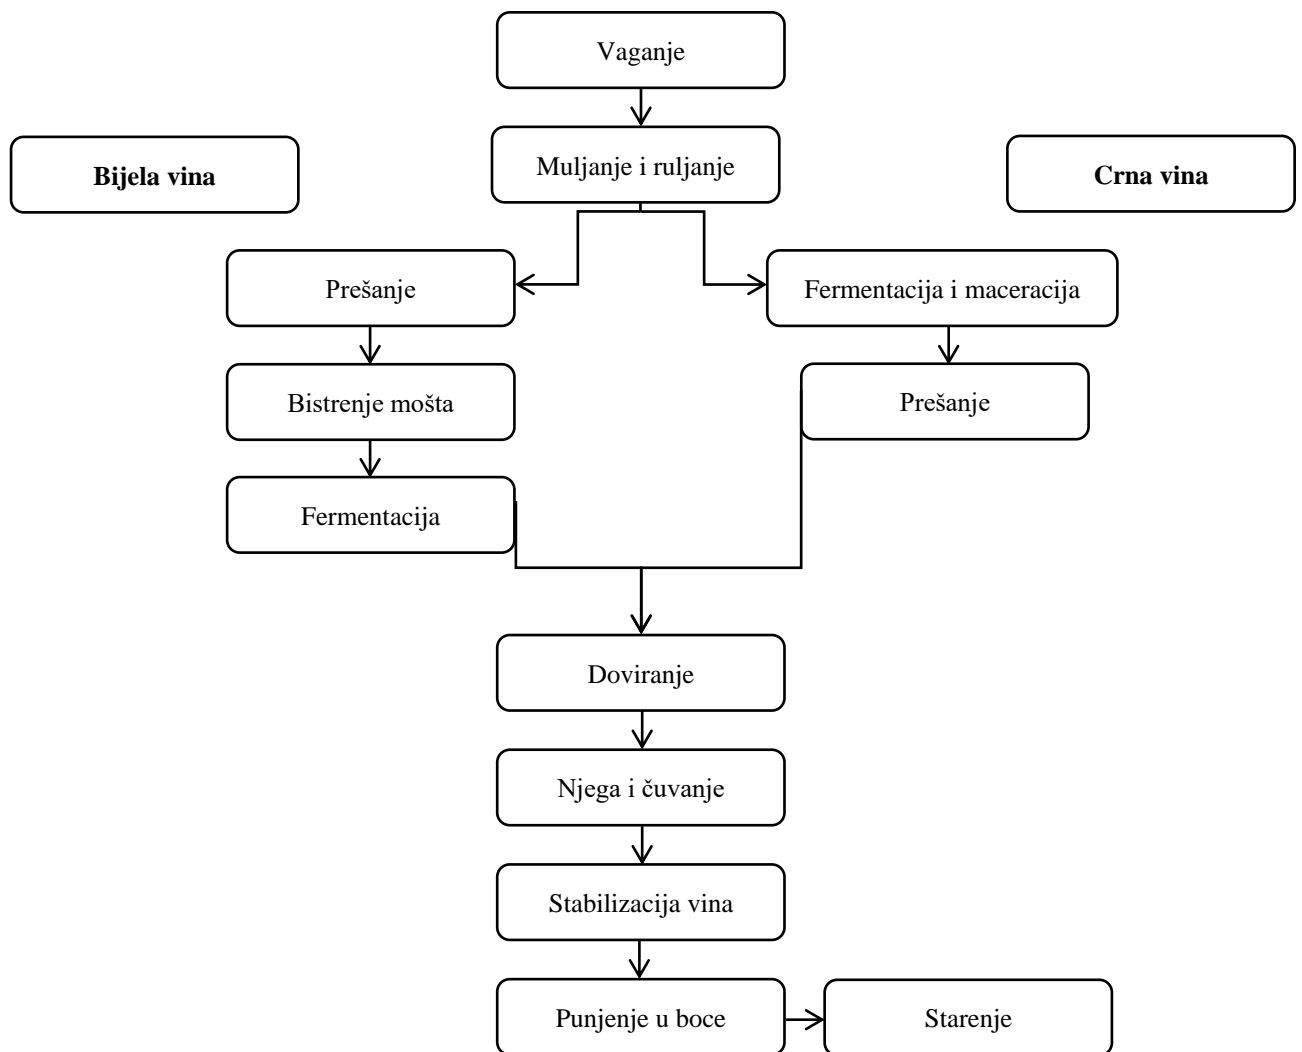 Vaganje
Muljanje i ruljanje
Bijela vina
Crna vina
Prešanje
Fermentacija i maceracija
Bistrenje mošta
Prešanje
Fermentacija
Doviranje
Njega i čuvanje
Stabilizacija vina
Punjenje u boce
Starenje